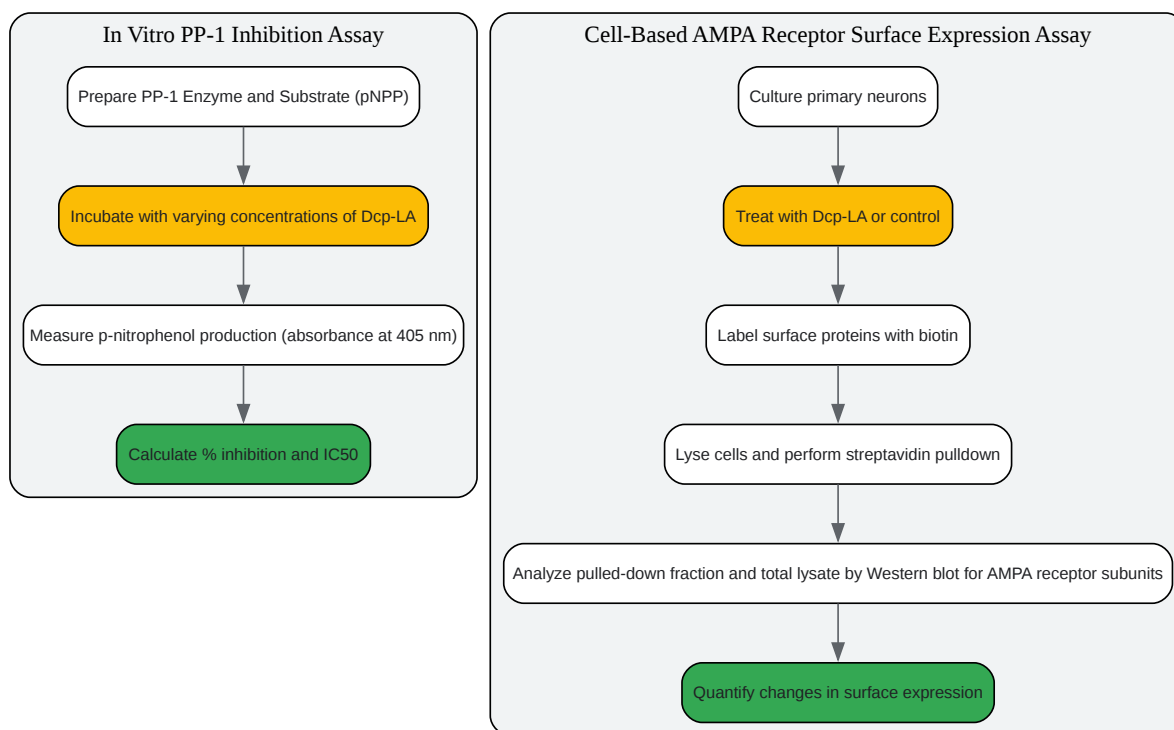 In Vitro PP-1 Inhibition Assay
Prepare PP-1 Enzyme and Substrate (pNPP)
Incubate with varying concentrations of Dcp-LA
Measure p-nitrophenol production (absorbance at 405 nm)
Calculate % inhibition and IC50
Cell-Based AMPA Receptor Surface Expression Assay
Culture primary neurons
Treat with Dcp-LA or control
Label surface proteins with biotin
Lyse cells and perform streptavidin pulldown
Analyze pulled-down fraction and total lysate by Western blot for AMPA receptor subunits
Quantify changes in surface expression